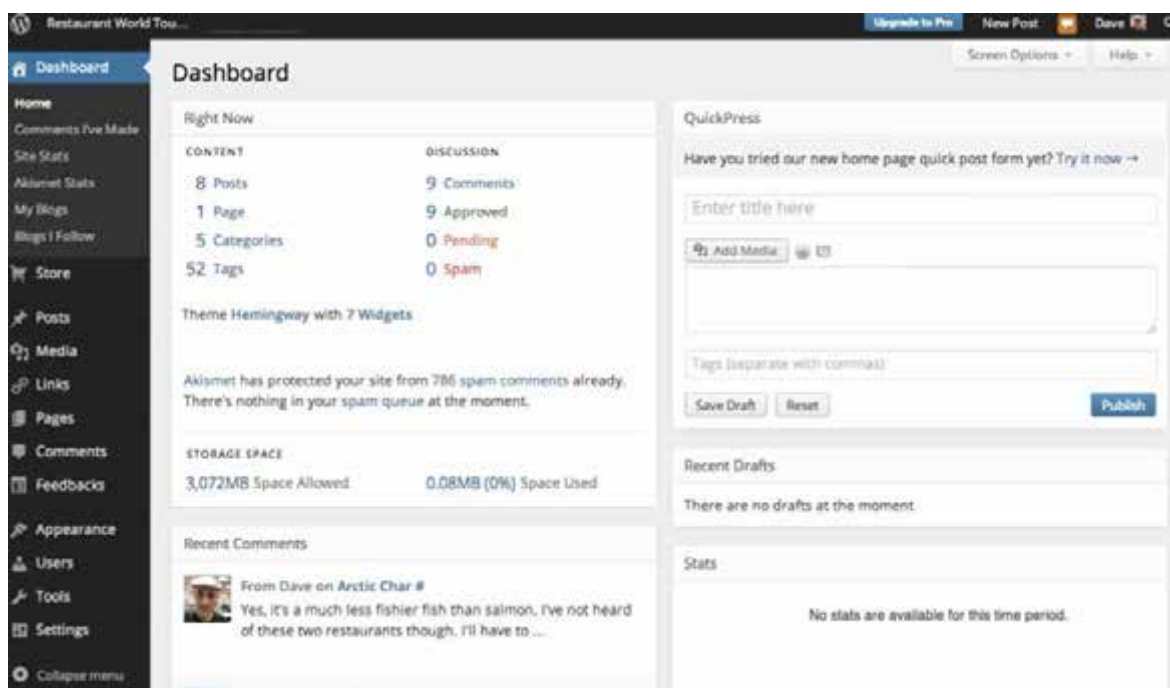 Restaurant World Tou...
Upgrade to Pro
New Post
Dave
Screen Options
Help
Dashboard
Home
Comments I've Made
Site Stats
Akismet Stats
My Blogs
Blogs I Follow
Store
Posts
Media
Links
Pages
Comments
Feedbacks
Appearance
Users
Tools
Settings
Collapse menu
Dashboard
Right Now
CONTENT
DISCUSSION
8 Posts
9 Comments
1 Page
9 Approved
5 Categories
0 Pending
52 Tags
0 Spam
Theme Hemingway with 7 Widgets
Akismet has protected your site from 786 spam comments already.
There's nothing in your spam queue at the moment.
STORAGE SPACE
3,072MB Space Allowed
0.08MB (0%) Space Used
Recent Comments
From Dave on Arctic Char #
Yes, it's a much less fishier fish than salmon. I've not heard
of these two restaurants though. I'll have to ...
QuickPress
Have you tried our new home page quick post form yet? Try it now →
Enter title here
Add Media
Tags (separate with commas)
Save Draft
Reset
Publish
Recent Drafts
There are no drafts at the moment
Stats
No stats are available for this time period.